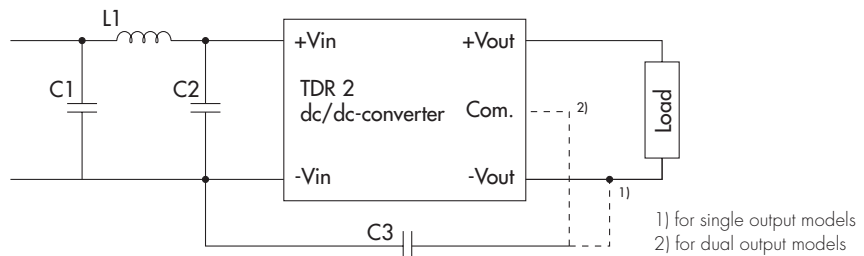 L1
+Vin
+Vout
C1
C2
TDR 2
dc/dc-converter
Com.
2)
Load
-Vin
-Vout
1)
C3
1) for single output models
2) for dual output models